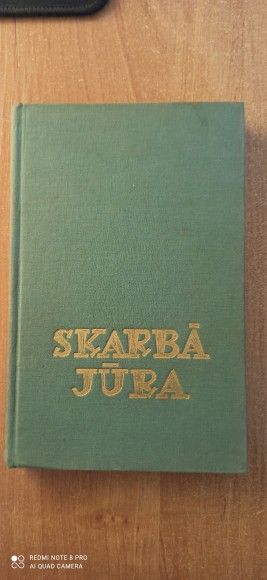 SKARBĀ
JŪRA
REDMI NOTE 8 PRO
AI QUAD CAMERA